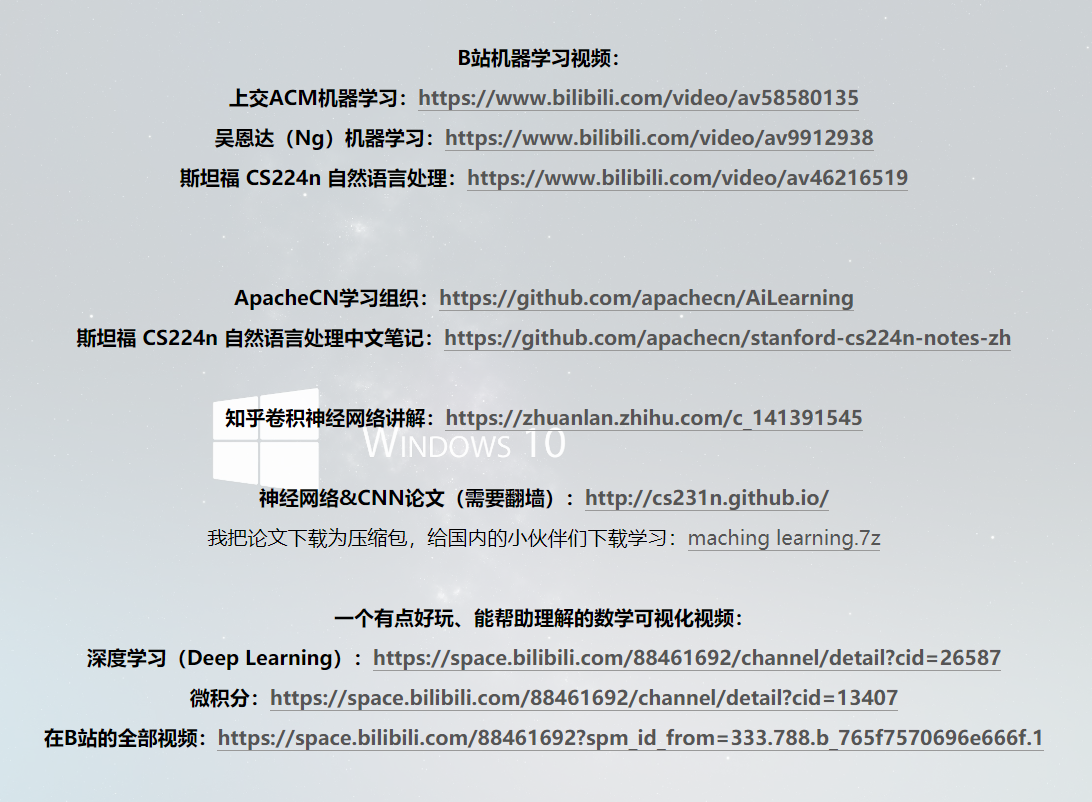 B站机器学习视频：
上交ACM机器学习：https://www.bilibili.com/video/av58580135
吴恩达（Ng）机器学习：https://www.bilibili.com/video/av9912938
斯坦福 CS224n 自然语言处理：https://www.bilibili.com/video/av46216519
ApacheCN学习组织：https://github.com/apachecn/AiLearning
斯坦福 CS224n 自然语言处理中文笔记：https://github.com/apachecn/stanford-cs224n-notes-zh
知乎卷积神经网络讲解：https://zhuanlan.zhihu.com/c_141391545
WINDOWS 10
神经网络&CNN论文（需要翻墙）：http://cs231n.github.io/
我把论文下载为压缩包，给国内的小伙伴们下载学习：maching learning.7z
一个有点好玩、能帮助理解的数学可视化视频：
深度学习（Deep Learning）：https://space.bilibili.com/88461692/channel/detail?cid=26587
微积分：https://space.bilibili.com/88461692/channel/detail?cid=13407
在B站的全部视频：https://space.bilibili.com/88461692?spm_id_from=333.788.b_765f7570696e666f.1